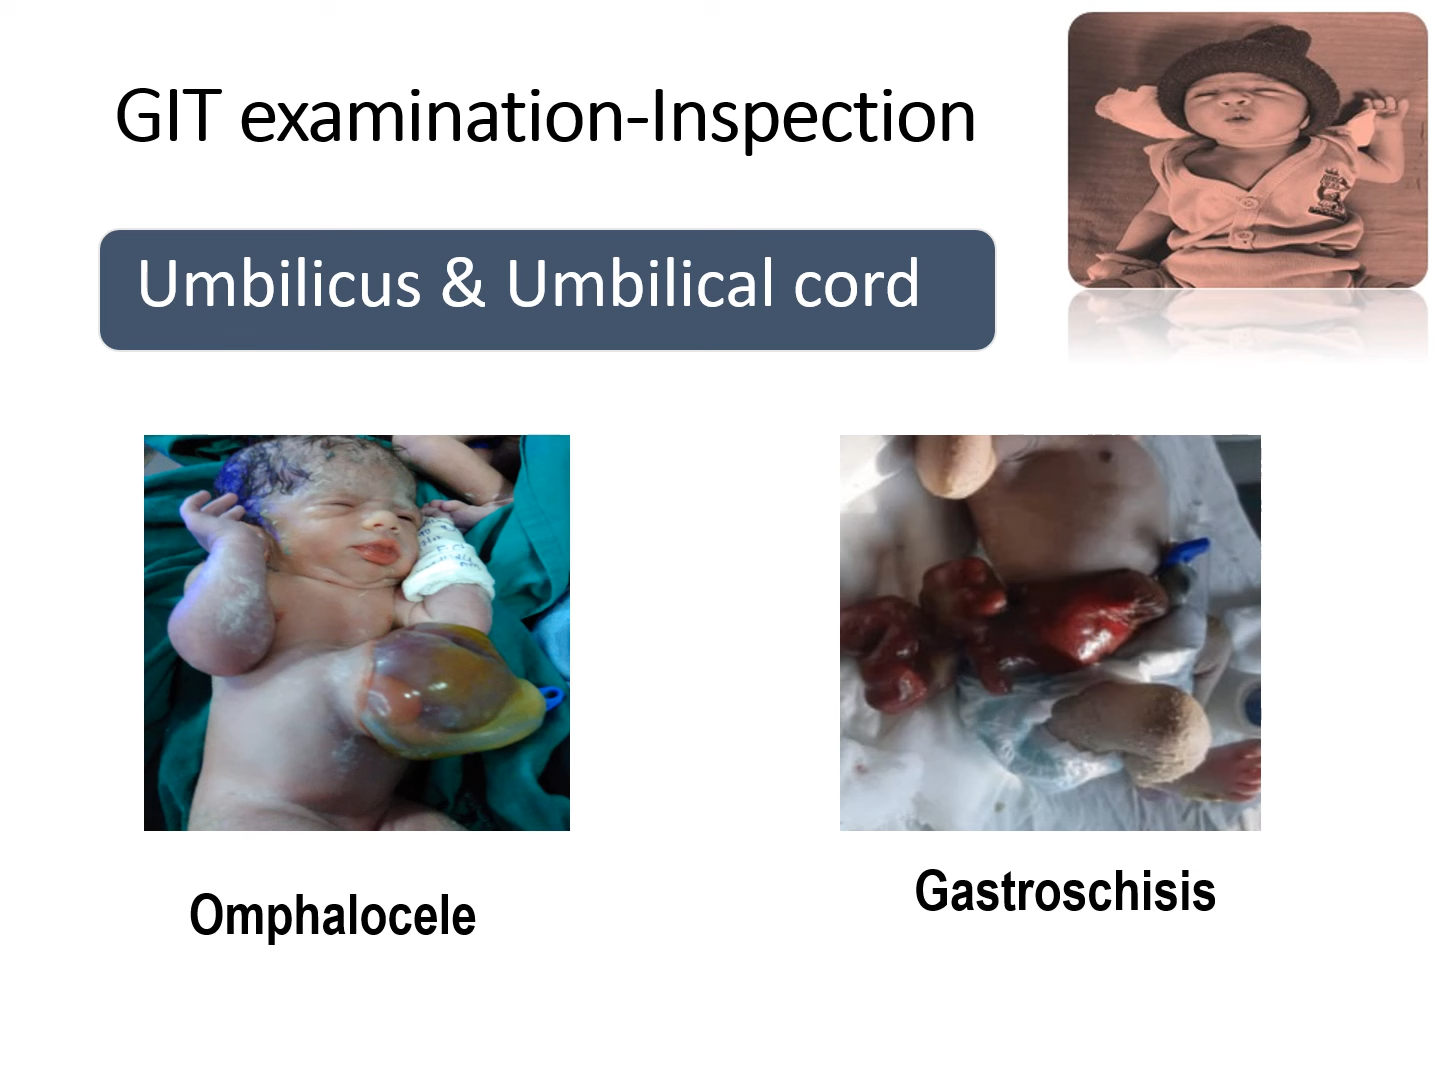 GIT examination-Inspection
Umbilicus & Umbilical cord
Omphalocele
Gastroschisis